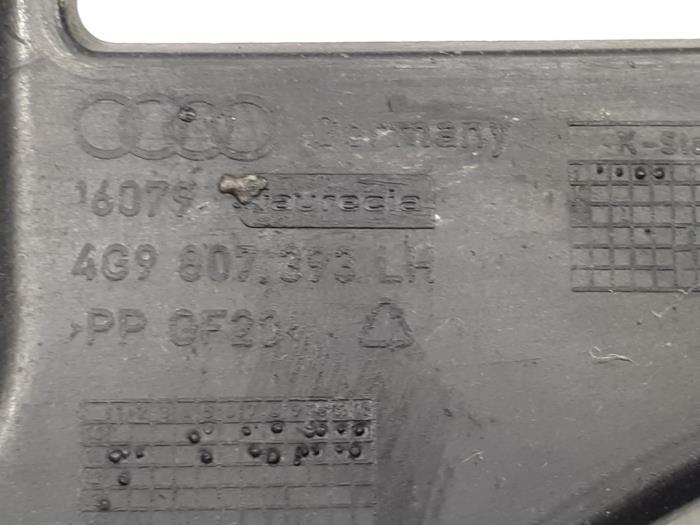 Germany
16079 faurecia
4G9 807.393 LH
>PP GF20<